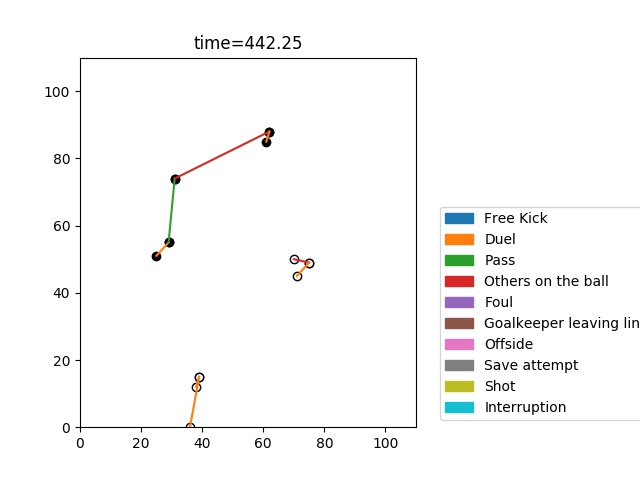 time=442.25
100
80
60
40
20
0
0 20 40 60 80 100
Free Kick
Duel
Pass
Others on the ball
Foul
Goalkeeper leaving lin
Offside
Save attempt
Shot
Interruption